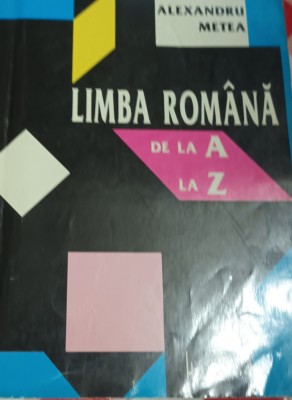 ALEXANDRU
METEA
LIMBA ROMÂNĂ
DE LA A
LA Z